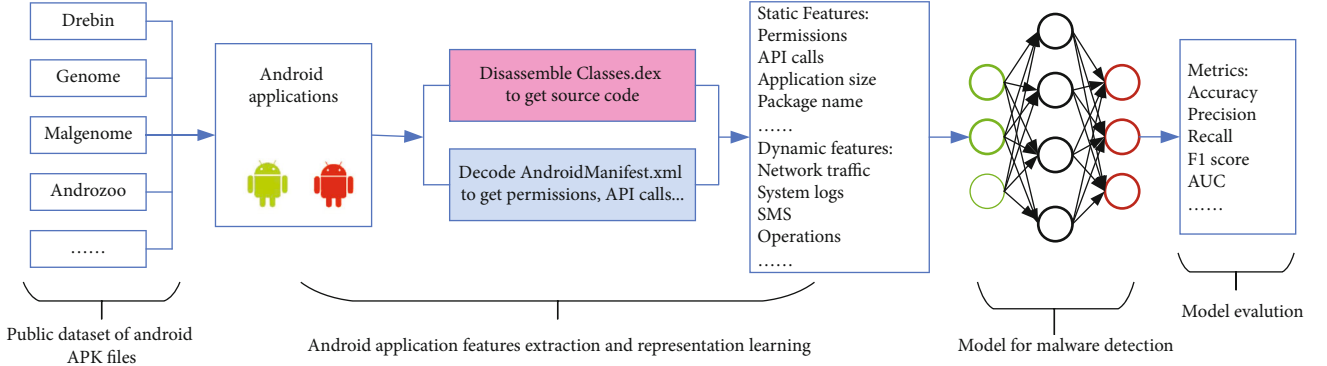 Drebin
Genome
Malgenome
Androzoo
......
Public dataset of android
APK files
Android
applications
Disassemble Classes.dex
to get source code
Decode AndroidManifest.xml
to get permissions, API calls...
Static Features:
Permissions
API calls
Application size
Package name
......
Dynamic features:
Network traffic
System logs
SMS
Operations
......
Android application features extraction and representation learning
Model for malware detection
Metrics:
Accuracy
Precision
Recall
F1 score
AUC
......
Model evalution